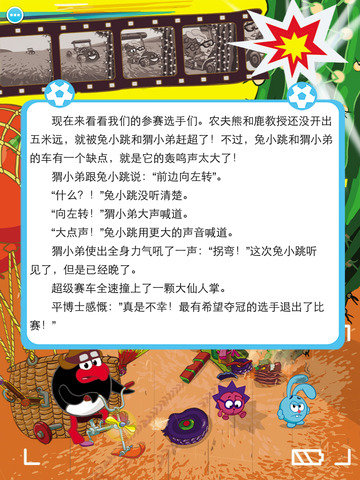 现在来看看我们的参赛选手们。农夫熊和鹿教授还没开出
五米远，就被兔小跳和猬小弟赶超了！不过，兔小跳和猬小弟
的车有一个缺点，就是它的轰鸣声太大了！
猬小弟跟兔小跳说：“前边向左转”。
“什么？！”兔小跳没听清楚。
“向左转！”猬小弟大声喊道。
“大点声！”兔小跳用更大的声音喊道。
猬小弟使出全身力气吼了一声：“拐弯！”这次兔小跳听
见了，但是已经晚了。
超级赛车全速撞上了一颗大仙人掌。
平博士感慨：”真是不幸！最有希望夺冠的选手退出了比
赛！”